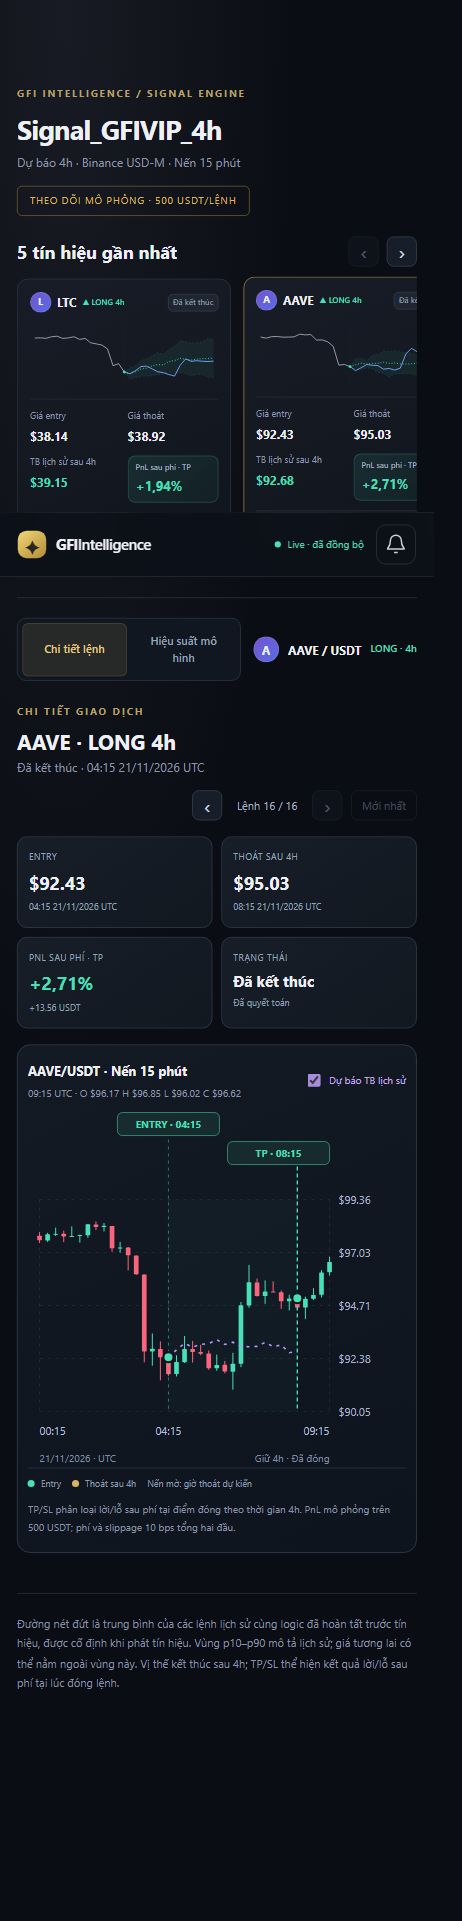 GFI INTELLIGENCE / SIGNAL ENGINE
Signal_GFIVIP_4h
Dự báo 4h · Binance USD-M · Nến 15 phút
THEO DÕI MÔ PHỎNG · 500 USDT/LỆNH
5 tín hiệu gần nhất
‹ ›
L LTC ▲ LONG 4h Đã kết thúc
Giá entry Giá thoát
$38.14 $38.92
TB lịch sử sau 4h PnL sau phí · TP
$39.15 +1,94%
A AAVE ▲ LONG 4h Đã kế
Giá entry Giá thoát
$92.43 $95.03
TB lịch sử sau 4h PnL sau phí · TP
$92.68 +2,71%
GFIIntelligence
Live · đã đồng bộ
Chi tiết lệnh
Hiệu suất mô
hình
A AAVE / USDT LONG · 4h
CHI TIẾT GIAO DỊCH
AAVE · LONG 4h
Đã kết thúc · 04:15 21/11/2026 UTC
‹ Lệnh 16 / 16 › Mới nhất
ENTRY
$92.43
04:15 21/11/2026 UTC
THOÁT SAU 4H
$95.03
08:15 21/11/2026 UTC
PNL SAU PHÍ · TP
+2,71%
+13.56 USDT
TRẠNG THÁI
Đã kết thúc
Đã quyết toán
AAVE/USDT · Nến 15 phút
09:15 UTC · O $96.17 H $96.85 L $96.02 C $96.62
Dự báo TB lịch sử
ENTRY · 04:15
TP · 08:15
$99.36
$97.03
$94.71
$92.38
$90.05
00:15 04:15 09:15
21/11/2026 · UTC Giữ 4h · Đã đóng
Entry Thoát sau 4h Nến mờ: giờ thoát dự kiến
TP/SL phân loại lời/lỗ sau phí tại điểm đóng theo thời gian 4h. PnL mô phỏng trên
500 USDT; phí và slippage 10 bps tổng hai đầu.
Đường nét đứt là trung bình của các lệnh lịch sử cùng logic đã hoàn tất trước tín
hiệu, được cố định khi phát tín hiệu. Vùng p10–p90 mô tả lịch sử; giá tương lai có
thể nằm ngoài vùng này. Vị thế kết thúc sau 4h; TP/SL thể hiện kết quả lời/lỗ sau
phí tại lúc đóng lệnh.